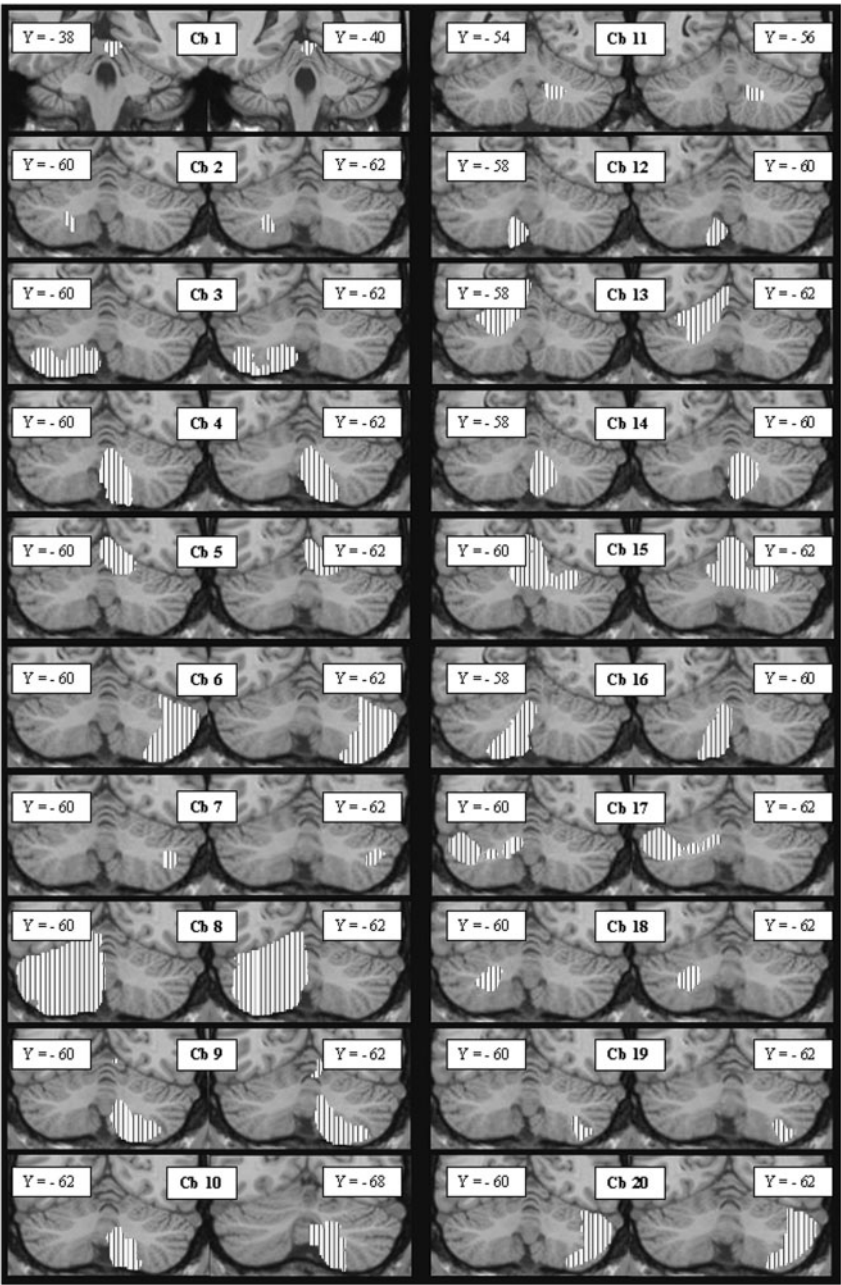 Y = - 38 Cb 1 Y = - 40
Y = - 60 Cb 2 Y = - 62
Y = - 60 Cb 3 Y = - 62
Y = - 60 Cb 4 Y = - 62
Y = - 60 Cb 5 Y = - 62
Y = - 60 Cb 6 Y = - 62
Y = - 60 Cb 7 Y = - 62
Y = - 60 Cb 8 Y = - 62
Y = - 60 Cb 9 Y = - 62
Y = - 62 Cb 10 Y = - 68
Y = - 54 Cb 11 Y = - 56
Y = - 58 Cb 12 Y = - 60
Y = - 58 Cb 13 Y = - 62
Y = - 58 Cb 14 Y = - 60
Y = - 60 Cb 15 Y = - 62
Y = - 58 Cb 16 Y = - 60
Y = - 60 Cb 17 Y = - 62
Y = - 60 Cb 18 Y = - 62
Y = - 60 Cb 19 Y = - 62
Y = - 60 Cb 20 Y = - 62